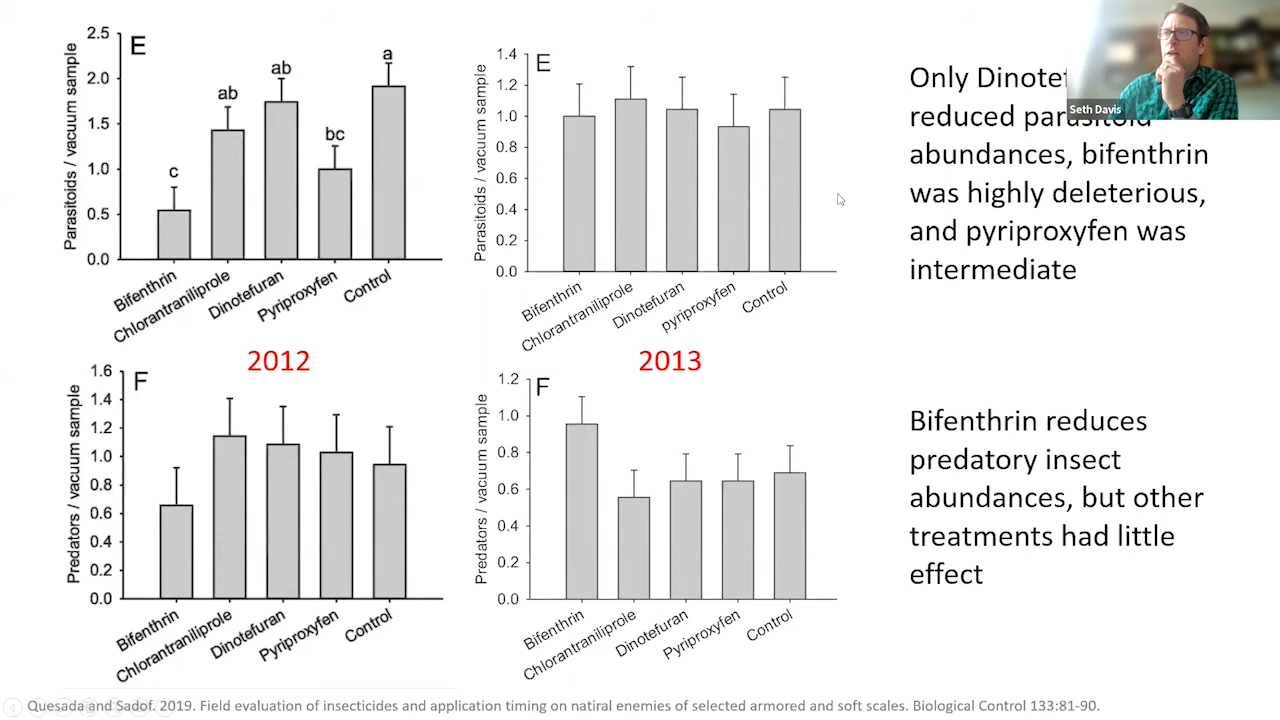 E
2.5
2.0
1.5
1.0
0.5
0.0
Parasitoids / vacuum sample
c
ab
ab
bc
a
Bifenthrin
Chlorantraniliprole
Dinotefuran
Pyriproxyfen
Control
E
1.4
1.2
1.0
0.8
0.6
0.4
0.2
0.0
Parasitoids / vacuum sample
Bifenthrin
Chlorantraniliprole
Dinotefuran
pyriproxyfen
Control
Seth Davis
Only
reduced parasitoid
abundances, bifenthrin
was highly deleterious,
and pyriproxyfen was
intermediate
2012
2013
F
1.6
1.4
1.2
1.0
0.8
0.6
0.4
0.2
0.0
Predators / vacuum sample
Bifenthrin
Chlorantraniliprole
Dinotefuran
Pyriproxyfen
Control
F
1.2
1.0
0.8
0.6
0.4
0.2
0.0
Predators / vacuum sample
Bifenthrin
Chlorantraniliprole
Dinotefuran
Pyriproxyfen
Control
Bifenthrin reduces
predatory insect
abundances, but other
treatments had little
effect
Quesada and Sadof. 2019. Field evaluation of insecticides and application timing on natiral enemies of selected armored and soft scales. Biological Control 133:81-90.